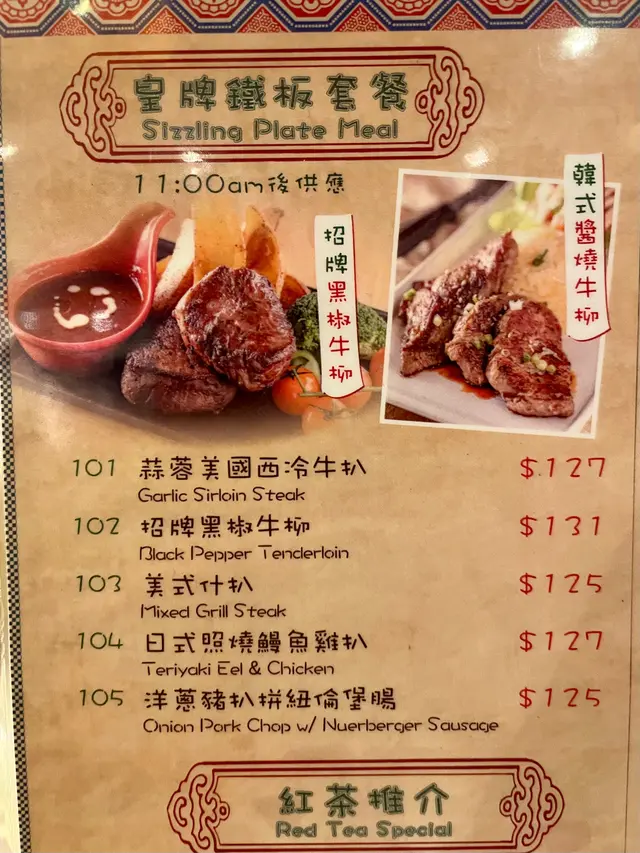 皇牌鐵板套餐
Sizzling Plate Meal
11:00am後供應
招牌黑椒牛柳
韓式醬燒牛柳
101 蒜蓉美國西冷牛扒 $127
Garlic Sirloin Steak
102 招牌黑椒牛柳 $131
Black Pepper Tenderloin
103 美式什扒 $125
Mixed Grill Steak
104 日式照燒鰻魚雞扒 $127
Teriyaki Eel & Chicken
105 洋蔥豬扒拼紐倫堡腸 $125
Onion Pork Chop w/ Nuerberger Sausage
紅茶推介
Red Tea Special